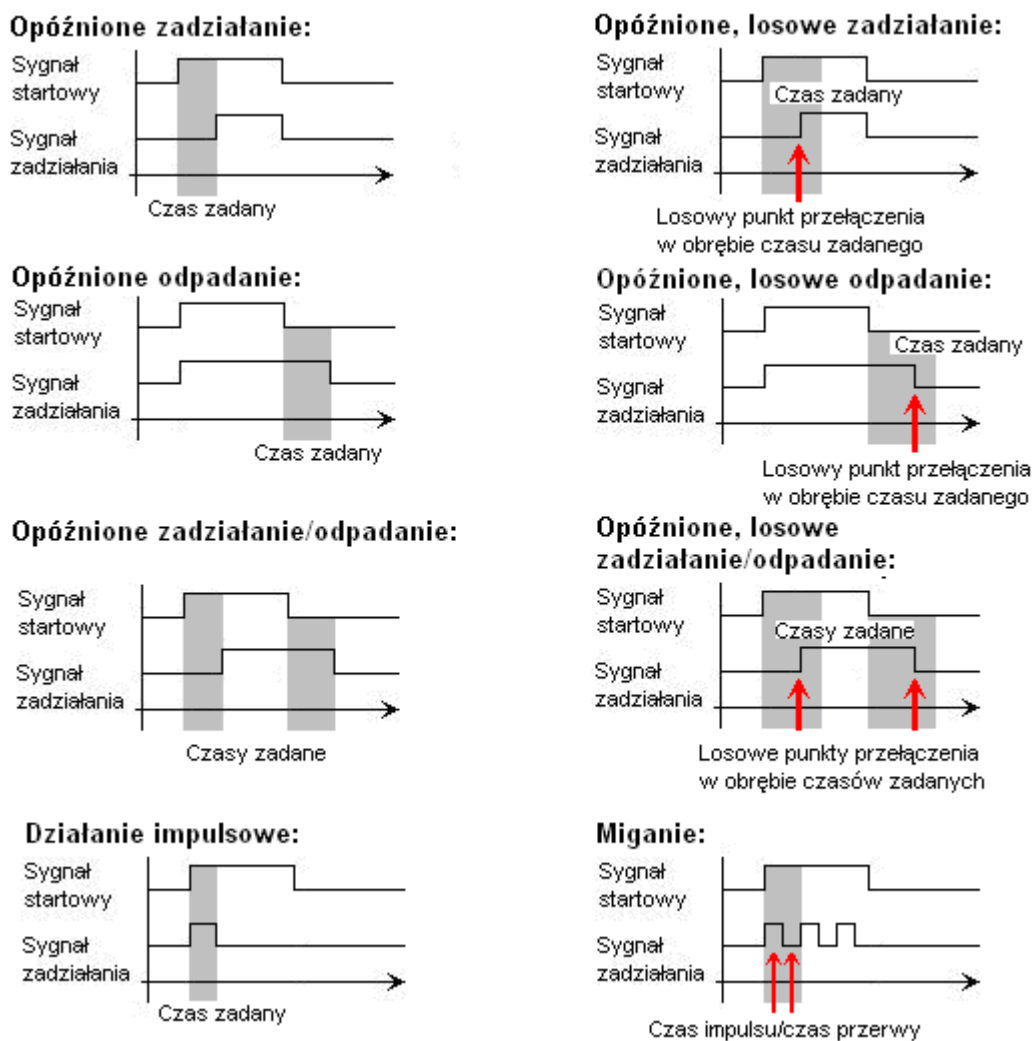 Opóźnione zadziałanie:
Sygnał
startowy
Sygnał
zadziałania
Czas zadany
Opóźnione, losowe zadziałanie:
Sygnał
startowy
Czas zadany
Sygnał
zadziałania
Losowy punkt przełączenia
w obrębie czasu zadanego
Opóźnione odpadanie:
Sygnał
startowy
Sygnał
zadziałania
Czas zadany
Opóźnione, losowe odpadanie:
Sygnał
startowy
Czas zadany
Sygnał
zadziałania
Losowy punkt przełączenia
w obrębie czasu zadanego
Opóźnione zadziałanie/odpadanie:
Sygnał
startowy
Sygnał
zadziałania
Czasy zadane
Opóźnione, losowe
zadziałanie/odpadanie:
Sygnał
startowy
Czasy zadane
Sygnał
zadziałania
Losowe punkty przełączenia
w obrębie czasów zadanych
Działanie impulsowe:
Sygnał
startowy
Sygnał
zadziałania
Czas zadany
Miganie:
Sygnał
startowy
Sygnał
zadziałania
Czas impulsu/czas przerwy